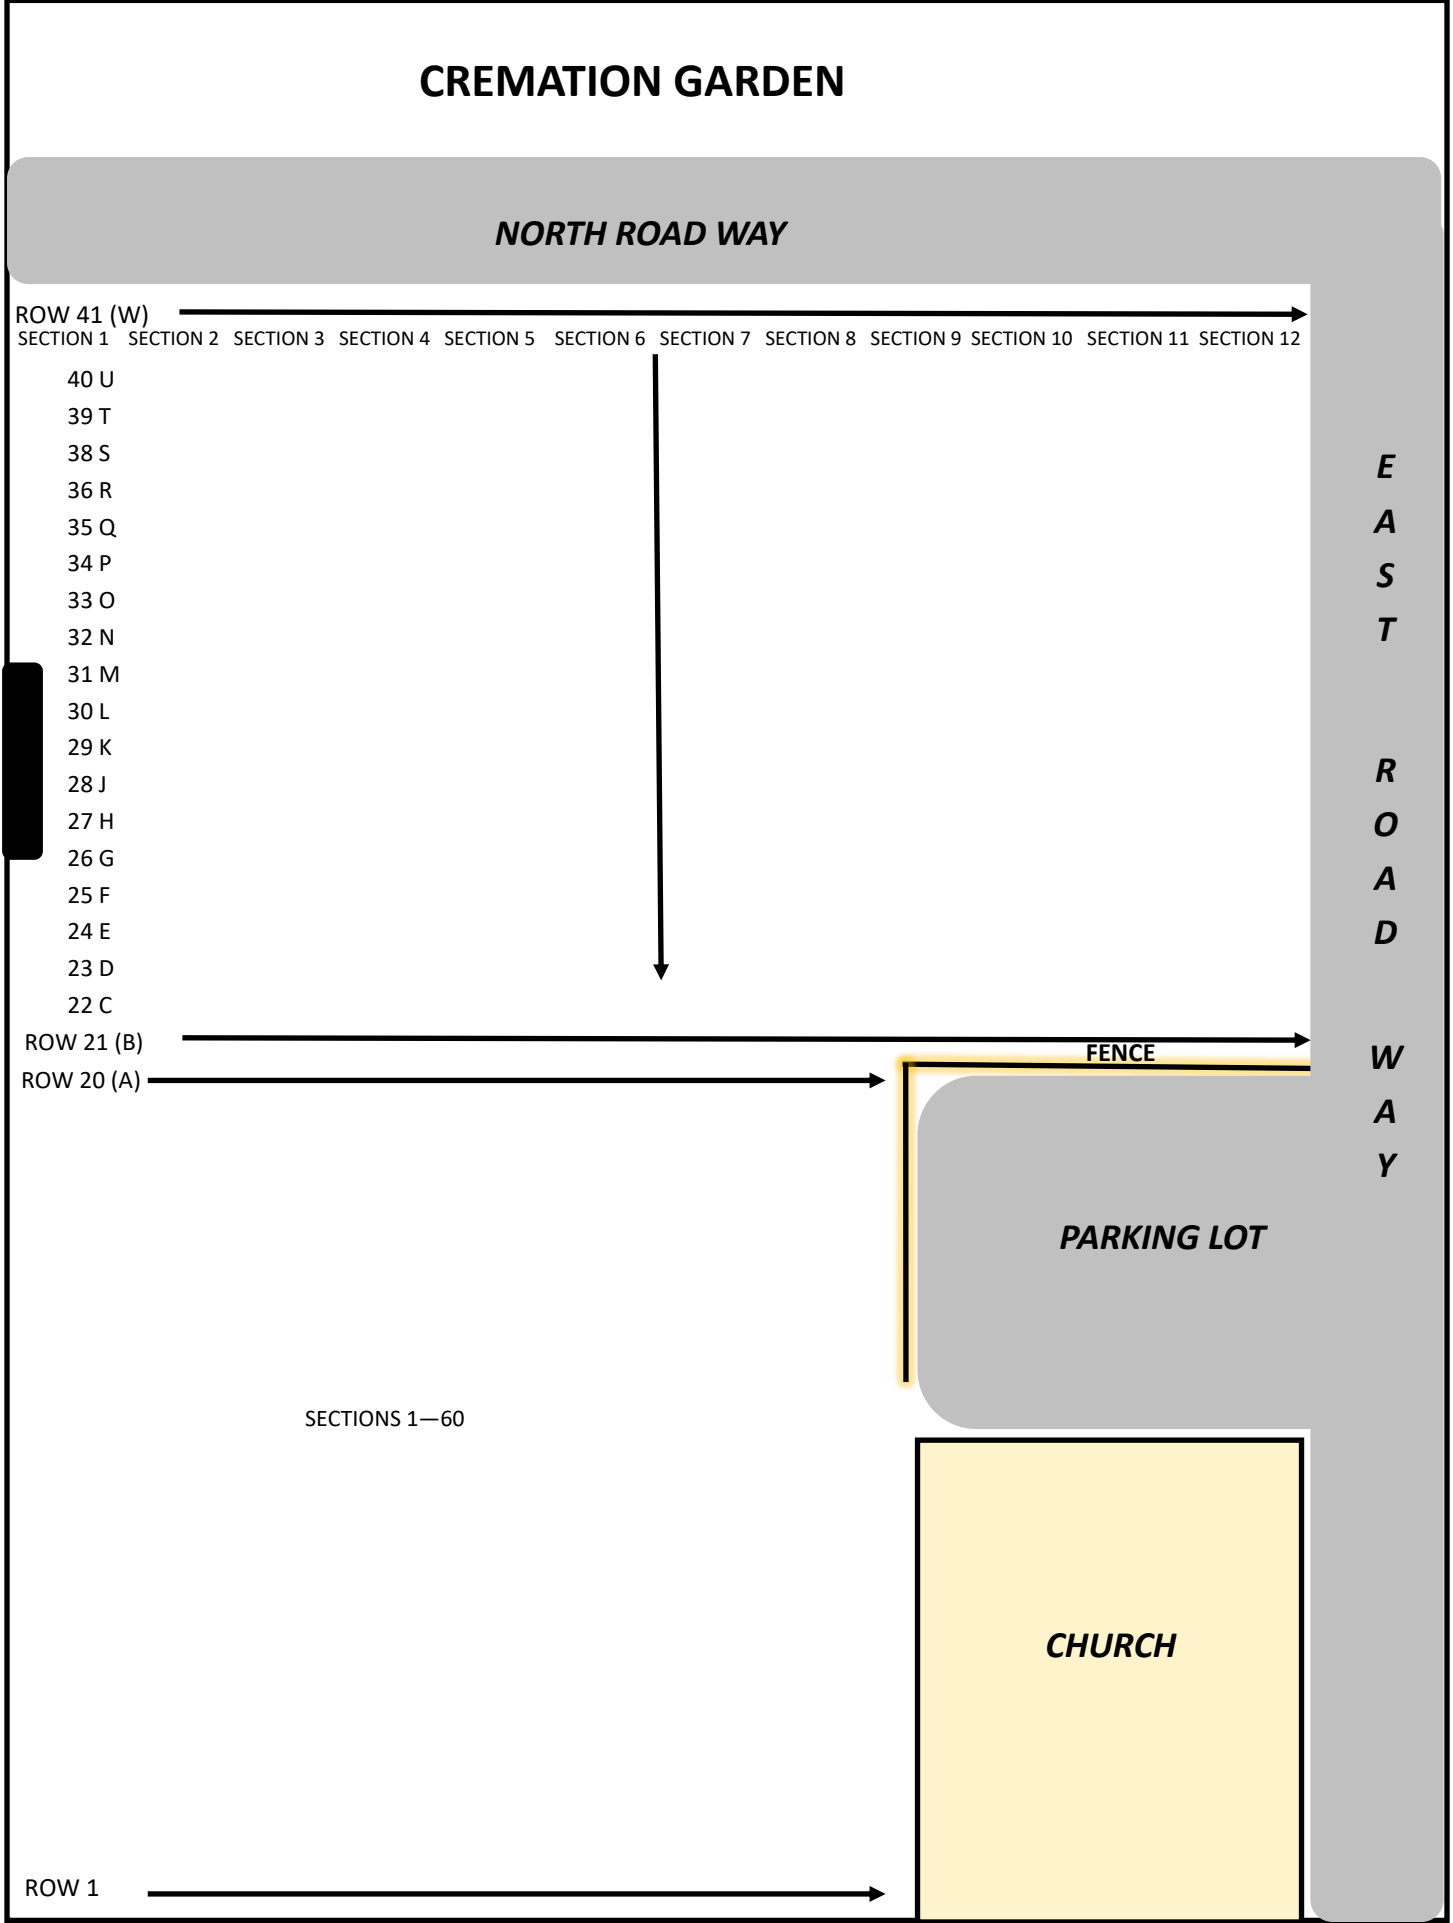 CREMATION GARDEN
NORTH ROAD WAY
ROW 41 (W)
SECTION 1 SECTION 2 SECTION 3 SECTION 4 SECTION 5 SECTION 6 SECTION 7 SECTION 8 SECTION 9 SECTION 10 SECTION 11 SECTION 12
40 U
39 T
38 S
36 R
35 Q
34 P
33 O
32 N
31 M
30 L
29 K
28 J
27 H
26 G
25 F
24 E
23 D
22 C
ROW 21 (B)
ROW 20 (A)
FENCE
EAST ROAD WAY
PARKING LOT
SECTIONS 1—60
CHURCH
ROW 1